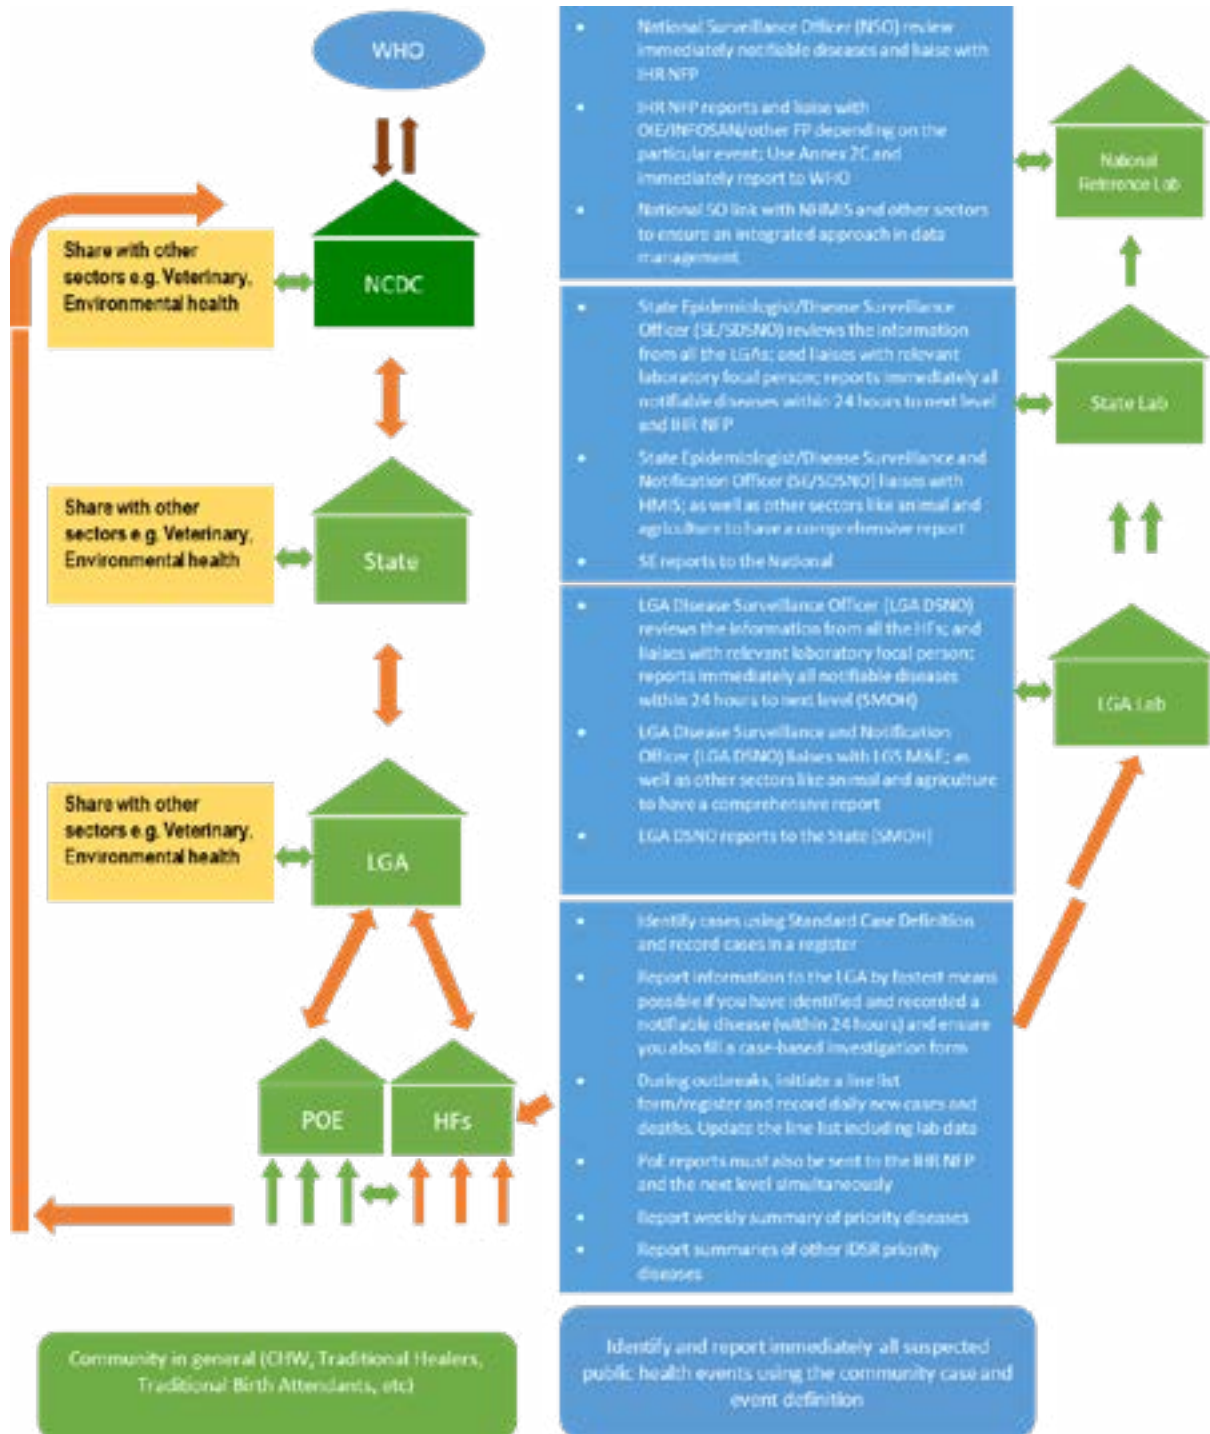 WHO
NCDC
Share with other
sectors e.g. Veterinary,
Environmental health
State
Share with other
sectors e.g. Veterinary,
Environmental health
LGA
Share with other
sectors e.g. Veterinary,
Environmental health
POE
HFs
Community in general (CHW, Traditional Healers,
Traditional Birth Attendants, etc)
• National Surveillance Officer (NSO) review
immediately notifiable diseases and liaise with
IHR NFP
• IHR NFP reports and liaise with
OIE/INFOSAN/other FP depending on the
particular event; Use Annex 2C and
immediately report to WHO
• National SO link with NHMIS and other sectors
to ensure an integrated approach in data
management
• State Epidemiologist/Disease Surveillance
Officer (SE/SDSNO) reviews the information
from all the LGAs; and liaises with relevant
laboratory focal person; reports immediately all
notifiable diseases within 24 hours to next level
and IHR NFP
• State Epidemiologist/Disease Surveillance and
Notification Officer (SE/SDSNO) liaises with
HMIS; as well as other sectors like animal and
agriculture to have a comprehensive report
• SE reports to the National
• LGA Disease Surveillance Officer (LGA DSNO)
reviews the information from all the HFs; and
liaises with relevant laboratory focal person;
reports immediately all notifiable diseases
within 24 hours to next level (SMOH)
• LGA Disease Surveillance and Notification
Officer (LGA DSNO) liaises with LGS M&E; as
well as other sectors like animal and agriculture
to have a comprehensive report
• LGA DSNO reports to the State (SMOH)
• Identify cases using Standard Case Definition
and record cases in a register
• Report information to the LGA by fastest means
possible if you have identified and recorded a
notifiable disease (within 24 hours) and ensure
you also fill a case-based investigation form
• During outbreaks, initiate a line list
form/register and record daily new cases and
deaths. Update the line list including lab data
• PoE reports must also be sent to the IHR NFP
and the next level simultaneously
• Report weekly summary of priority diseases
• Report summaries of other IDSR priority
diseases
Identify and report immediately all suspected
public health events using the community case and
event definition
National
Reference Lab
State Lab
LGA Lab